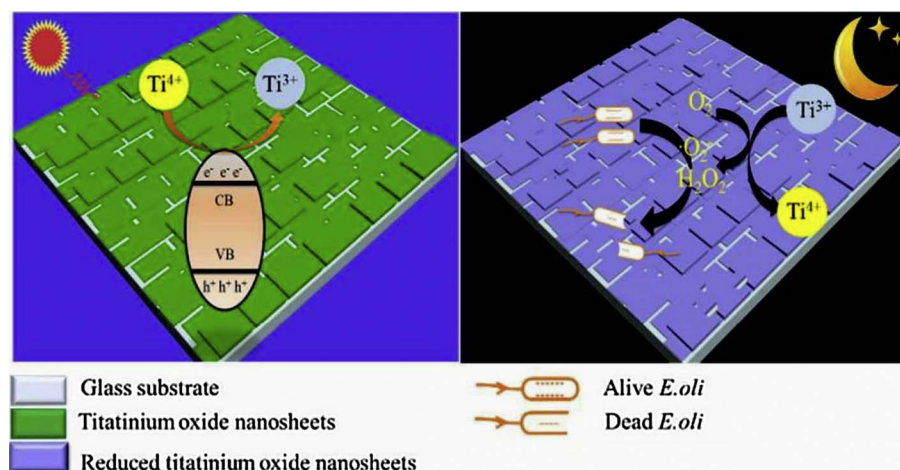 Ti4+
Ti3+
e- e- e-
CB
VB
h+ h+ h+
O2
·O2-
H2O2
Ti3+
Ti4+
Glass substrate
Titatinium oxide nanosheets
Reduced titatinium oxide nanosheets
Alive E.oli
Dead E.oli